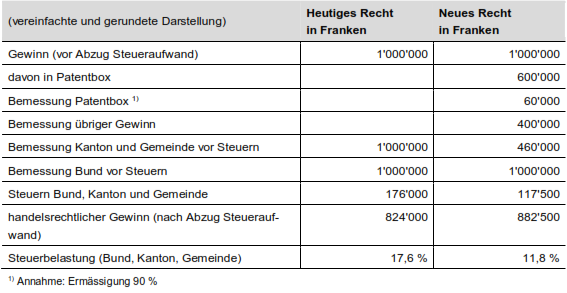 (vereinfachte und gerundete Darstellung) Heutiges Recht in Franken Neues Recht in Franken
Gewinn (vor Abzug Steueraufwand) 1'000'000 1'000'000
davon in Patentbox 600'000
Bemessung Patentbox 1) 60'000
Bemessung übriger Gewinn 400'000
Bemessung Kanton und Gemeinde vor Steuern 1'000'000 460'000
Bemessung Bund vor Steuern 1'000'000 1'000'000
Steuern Bund, Kanton und Gemeinde 176'000 117'500
handelsrechtlicher Gewinn (nach Abzug Steuerauf- 824'000 882'500
wand)
Steuerbelastung (Bund, Kanton, Gemeinde) 17,6 % 11,8 %
1) Annahme: Ermässigung 90 %